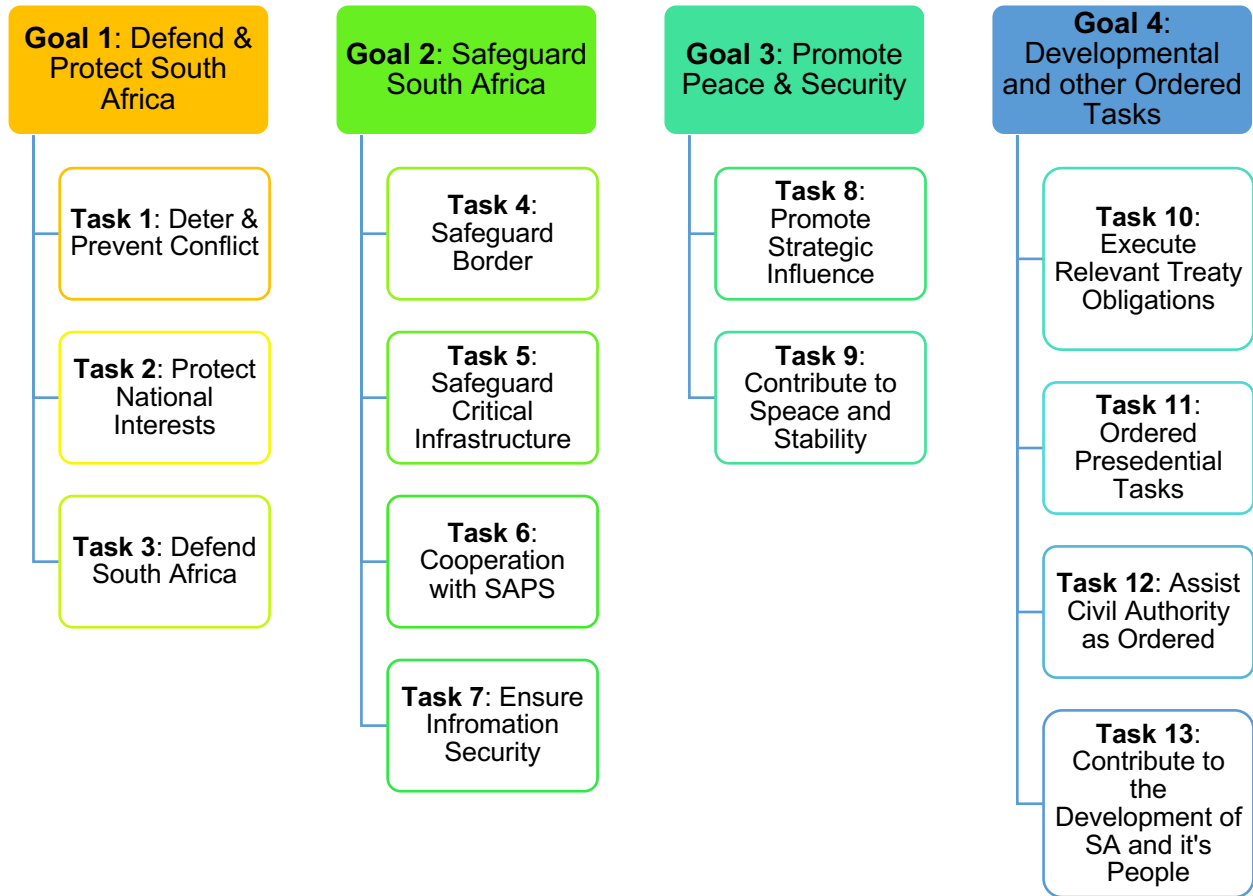 Goal 1: Defend &
Protect South
Africa
Task 1: Deter &
Prevent Conflict
Task 2: Protect
National
Interests
Task 3: Defend
South Africa
Goal 2: Safeguard
South Africa
Task 4:
Safeguard
Border
Task 5:
Safeguard
Critical
Infrastructure
Task 6:
Cooperation
with SAPS
Task 7: Ensure
Infromation
Security
Goal 3: Promote
Peace & Security
Task 8:
Promote
Strategic
Influence
Task 9:
Contribute to
Speace and
Stability
Goal 4:
Developmental
and other Ordered
Tasks
Task 10:
Execute
Relevant Treaty
Obligations
Task 11:
Ordered
Presedential
Tasks
Task 12: Assist
Civil Authority
as Ordered
Task 13:
Contribute to
the
Development of
SA and it's
People